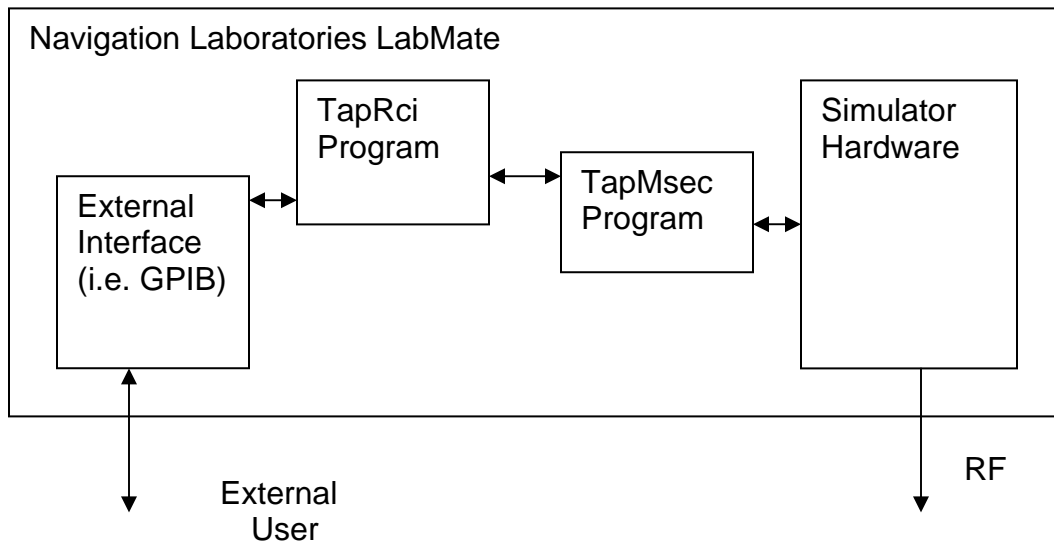 Navigation Laboratories LabMate
TapRci
Program
Simulator
Hardware
TapMsec
Program
External
Interface
(i.e. GPIB)
RF
External
User